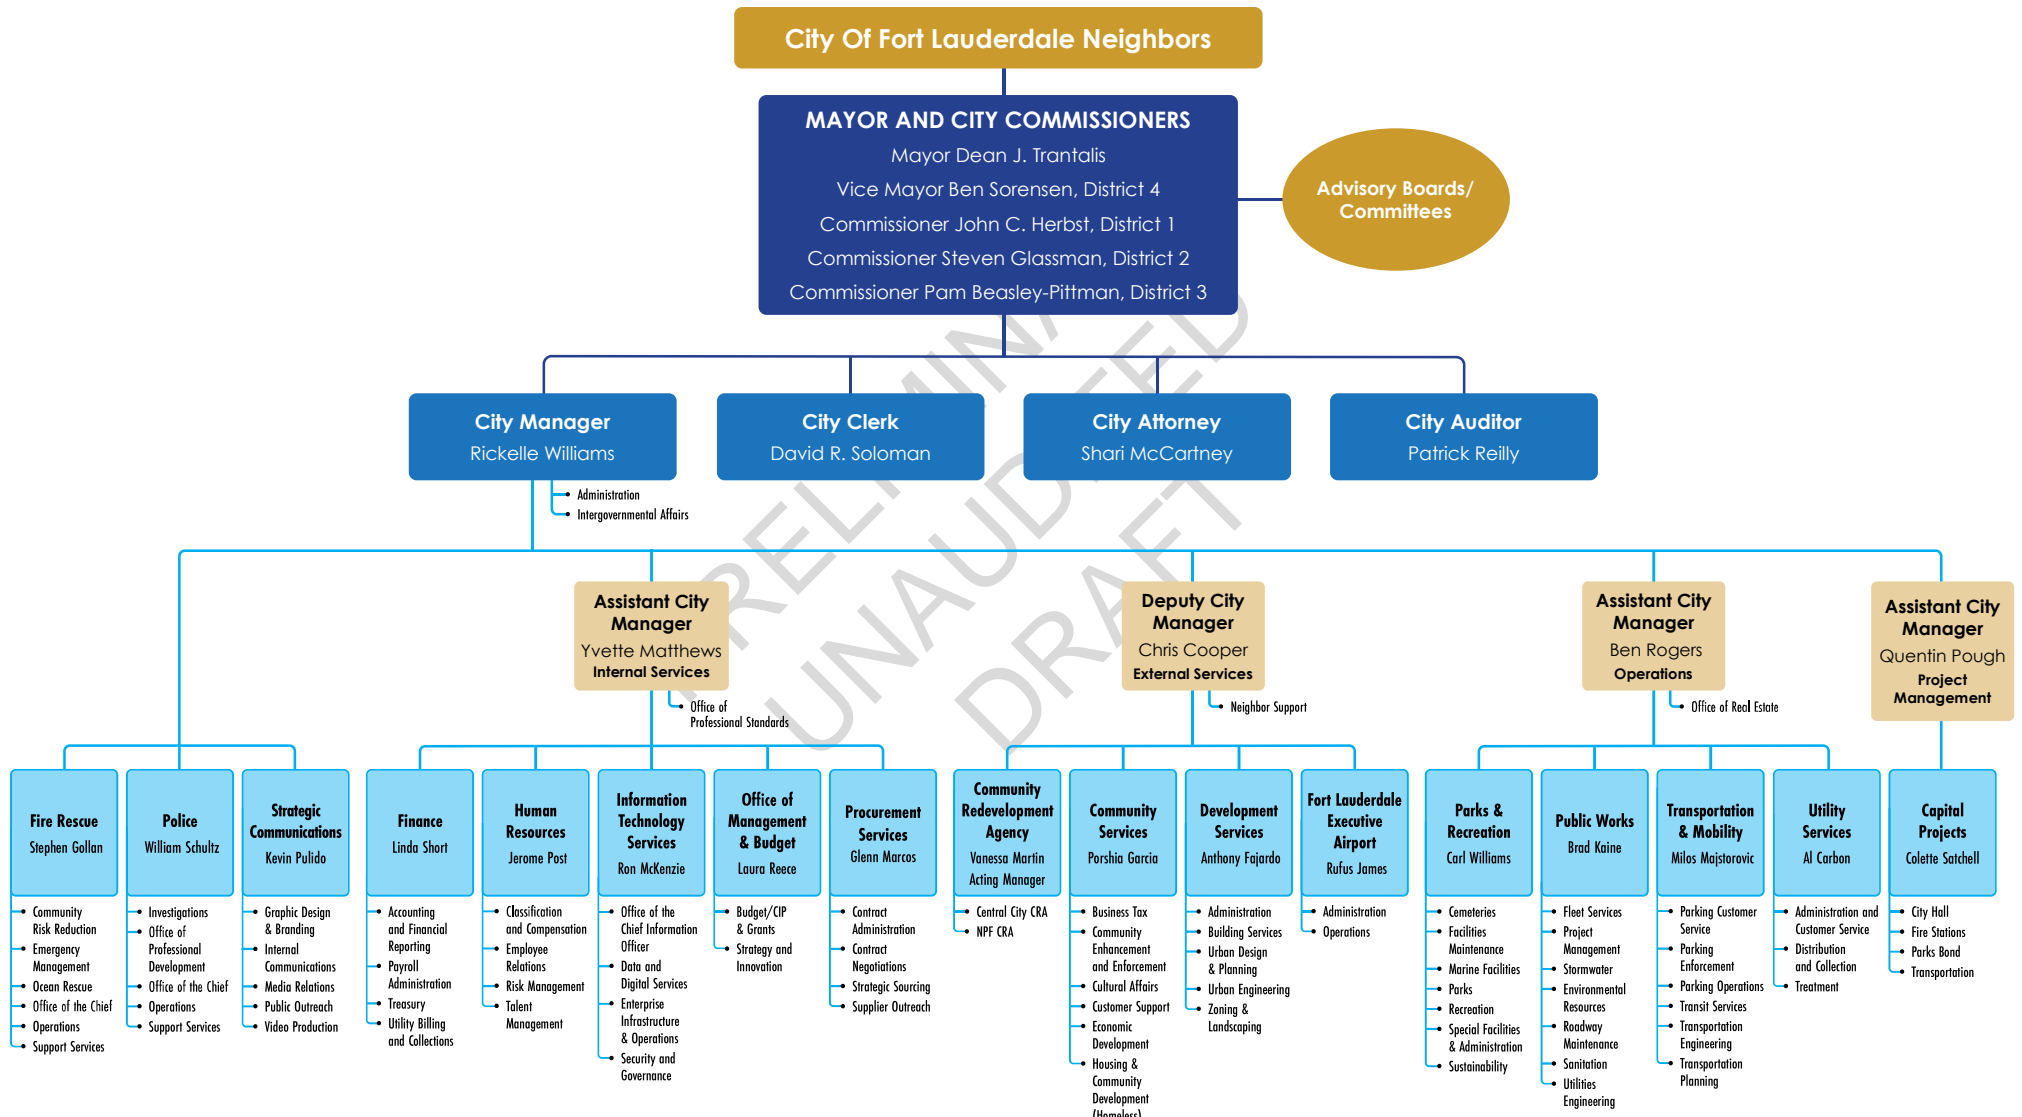 City Of Fort Lauderdale Neighbors
MAYOR AND CITY COMMISSIONERS
Mayor Dean J. Trantalis
Vice Mayor Ben Sorensen, District 4
Commissioner John C. Herbst, District 1
Commissioner Steven Glassman, District 2
Commissioner Pam Beasley-Pittman, District 3
Advisory Boards/
Committees
PRELIMINARY
UNAUDITED
DRAFT
City Manager
Rickelle Williams
City Clerk
David R. Soloman
City Attorney
Shari McCartney
City Auditor
Patrick Reilly
Administration
Intergovernmental Affairs
Assistant City
Manager
Yvette Matthews
Internal Services
Office of
Professional Standards
Deputy City
Manager
Chris Cooper
External Services
Neighbor Support
Assistant City
Manager
Ben Rogers
Operations
Office of Real Estate
Assistant City
Manager
Quentin Pough
Project
Management
Fire Rescue
Stephen Gollan
Community
Risk Reduction
Emergency
Management
Ocean Rescue
Office of the Chief
Operations
Support Services
Police
William Schultz
Investigations
Office of
Professional
Development
Office of the Chief
Operations
Support Services
Strategic
Communications
Kevin Pulido
Graphic Design
& Branding
Internal
Communications
Media Relations
Public Outreach
Video Production
Finance
Linda Short
Accounting
and Financial
Reporting
Payroll
Administration
Treasury
Utility Billing
and Collections
Human
Resources
Jerome Post
Classification
and Compensation
Employee
Relations
Risk Management
Talent
Management
Information
Technology
Services
Ron McKenzie
Office of the
Chief Information
Officer
Data and
Digital Services
Enterprise
Infrastructure
& Operations
Security and
Governance
Office of
Management
& Budget
Laura Reece
Budget/CIP
& Grants
Strategy and
Innovation
Procurement
Services
Glenn Marcos
Contract
Administration
Contract
Negotiations
Strategic Sourcing
Supplier Outreach
Community
Redevelopment
Agency
Vanessa Martin
Acting Manager
Central City CRA
NPF CRA
Community
Services
Porshia Garcia
Business Tax
Community
Enhancement
and Enforcement
Cultural Affairs
Customer Support
Economic
Development
Housing &
Community
Development
(Homeless)
Development
Services
Anthony Fajardo
Administration
Building Services
Urban Design
& Planning
Urban Engineering
Zoning &
Landscaping
Fort Lauderdale
Executive
Airport
Rufus James
Administration
Operations
Parks &
Recreation
Carl Williams
Cemeteries
Facilities
Maintenance
Marine Facilities
Parks
Recreation
Special Facilities
& Administration
Sustainability
Public Works
Brad Kaine
Fleet Services
Project
Management
Stormwater
Environmental
Resources
Roadway
Maintenance
Sanitation
Utilities
Engineering
Transportation
& Mobility
Milos Majstorovic
Parking Customer
Service
Parking
Enforcement
Parking Operations
Transit Services
Transportation
Engineering
Transportation
Planning
Utility
Services
Al Carbon
Administration and
Customer Service
Distribution
and Collection
Treatment
Capital
Projects
Colette Satchell
City Hall
Fire Stations
Parks Bond
Transportation